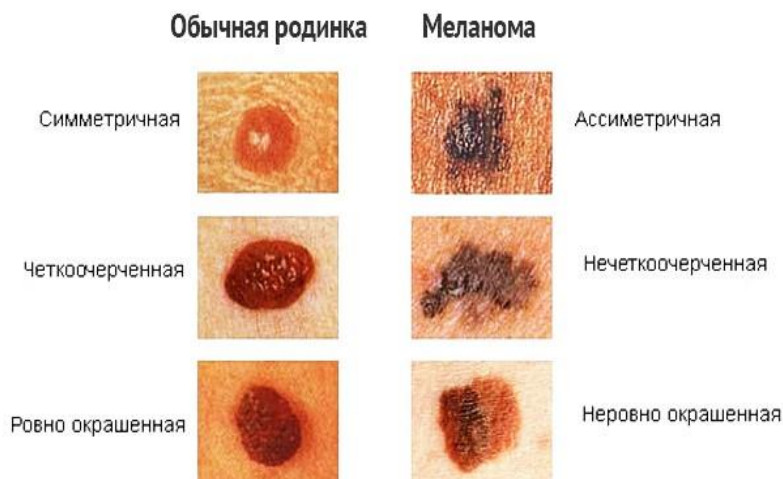 Обычная родинка Меланома
Симметричная Ассиметричная
Четкоочерченная Нечеткоочерченная
Ровно окрашенная Неровно окрашенная